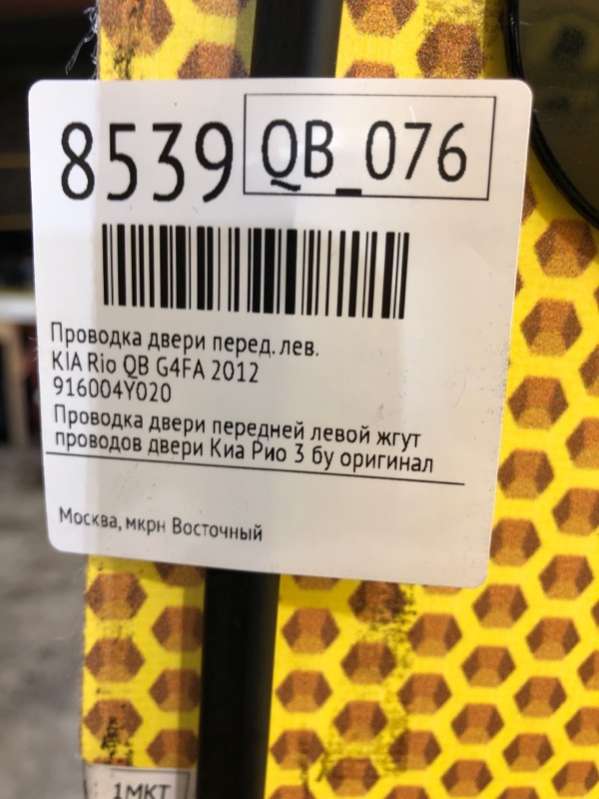 8539 QB_076
Проводка двери перед. лев.
KIA Rio QB G4FA 2012
916004Y020
Проводка двери передней левой жгут
проводов двери Киа Рио 3 бу оригинал
Москва, мкрн Восточный
1МКТ